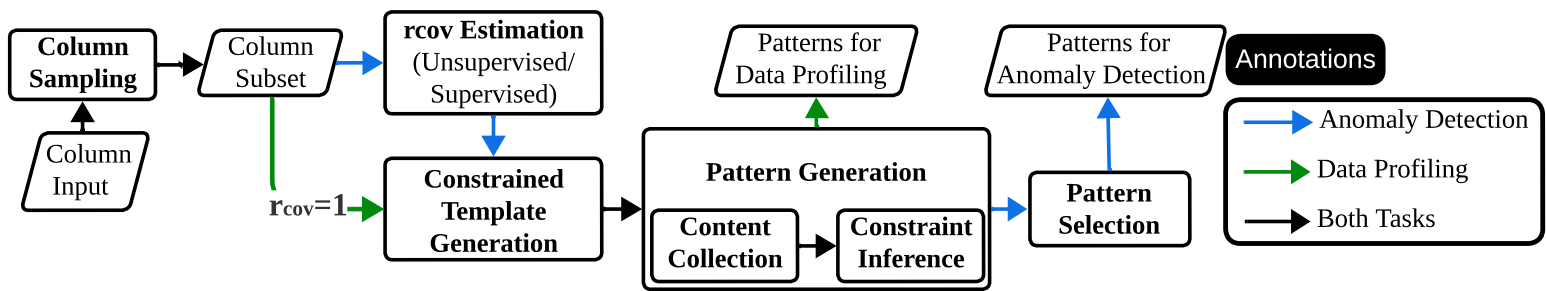 Column
Sampling
Column
Input
Column
Subset
rcov Estimation
(Unsupervised/
Supervised)
rcov=1
Constrained
Template
Generation
Pattern Generation
Content
Collection
Constraint
Inference
Patterns for
Data Profiling
Pattern
Selection
Patterns for
Anomaly Detection
Annotations
Anomaly Detection
Data Profiling
Both Tasks